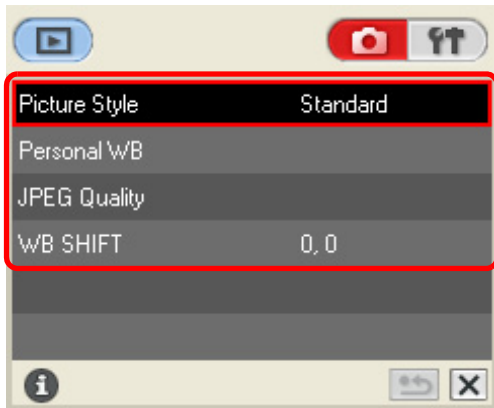 Picture Style Standard
Personal WB
JPEG Quality
WB SHIFT 0, 0